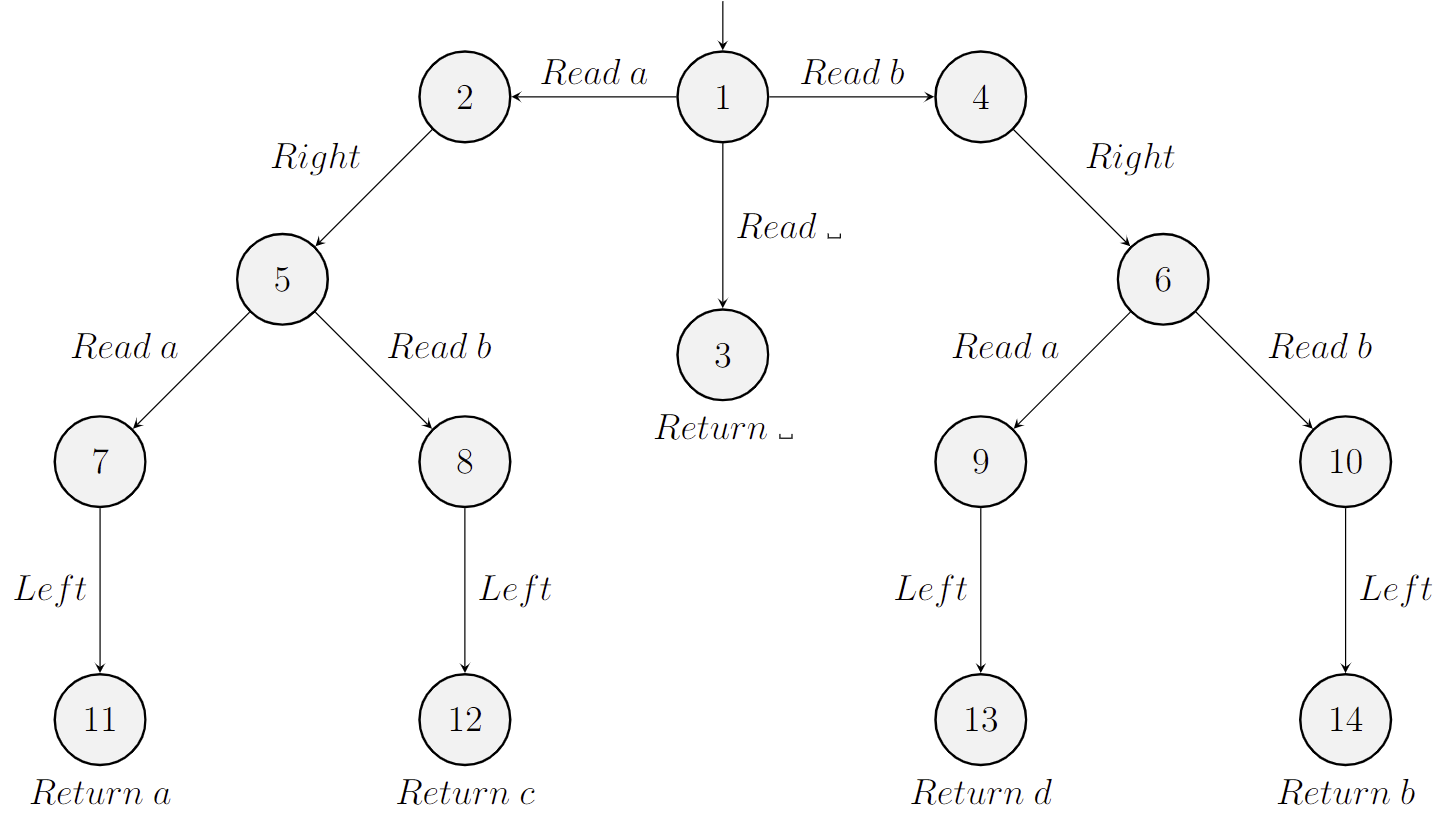 2 Read a 1 Read b 4
Right Right
Read ␣
5 6
Read a Read b 3 Read a Read b
Return ␣
7 8 9 10
Left Left Left Left
11 12 13 14
Return a Return c Return d Return b